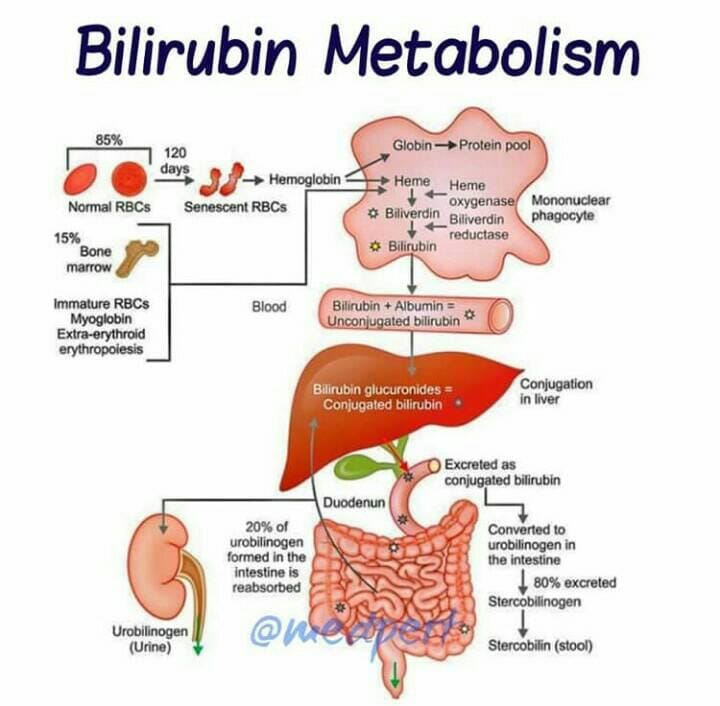 Bilirubin Metabolism
85%
120
days
Normal RBCs
Senescent RBCs
Hemoglobin
Globin
Protein pool
Heme
Heme
oxygenase
Biliverdin
Biliverdin
reductase
Bilirubin
Mononuclear
phagocyte
15%
Bone
marrow
Immature RBCs
Myoglobin
Extra-erythroid
erythropoiesis
Blood
Bilirubin + Albumin =
Unconjugated bilirubin
Bilirubin glucuronides =
Conjugated bilirubin
Conjugation
in liver
Excreted as
conjugated bilirubin
Duodenun
20% of
urobilinogen
formed in the
intestine is
reabsorbed
Converted to
urobilinogen in
the intestine
80% excreted
Stercobilinogen
Stercobilin (stool)
Urobilinogen
(Urine)
@medpert